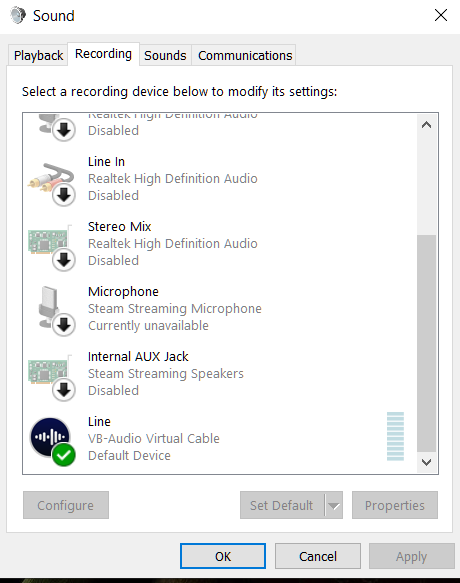 Sound
Playback Recording Sounds Communications
Select a recording device below to modify its settings:
Realtek High Definition Audio
Disabled
Line In
Realtek High Definition Audio
Disabled
Stereo Mix
Realtek High Definition Audio
Disabled
Microphone
Steam Streaming Microphone
Currently unavailable
Internal AUX Jack
Steam Streaming Speakers
Disabled
Line
VB-Audio Virtual Cable
Default Device
Configure Set Default Properties
OK Cancel Apply